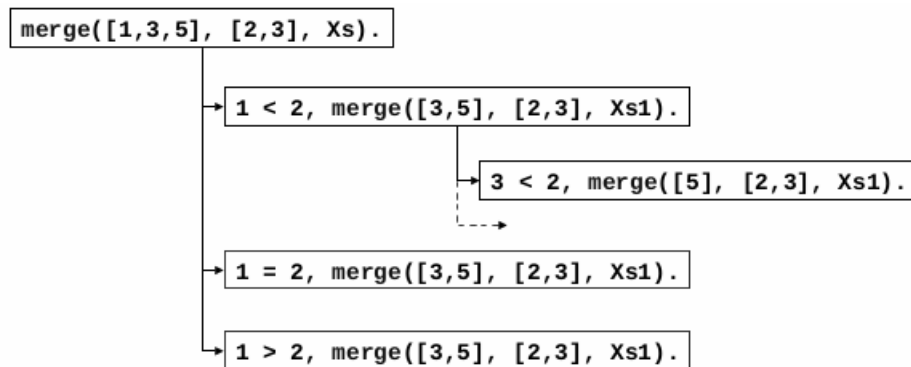 merge([1,3,5], [2,3], Xs).
1 < 2, merge([3,5], [2,3], Xs1).
3 < 2, merge([5], [2,3], Xs1).
1 = 2, merge([3,5], [2,3], Xs1).
1 > 2, merge([3,5], [2,3], Xs1).